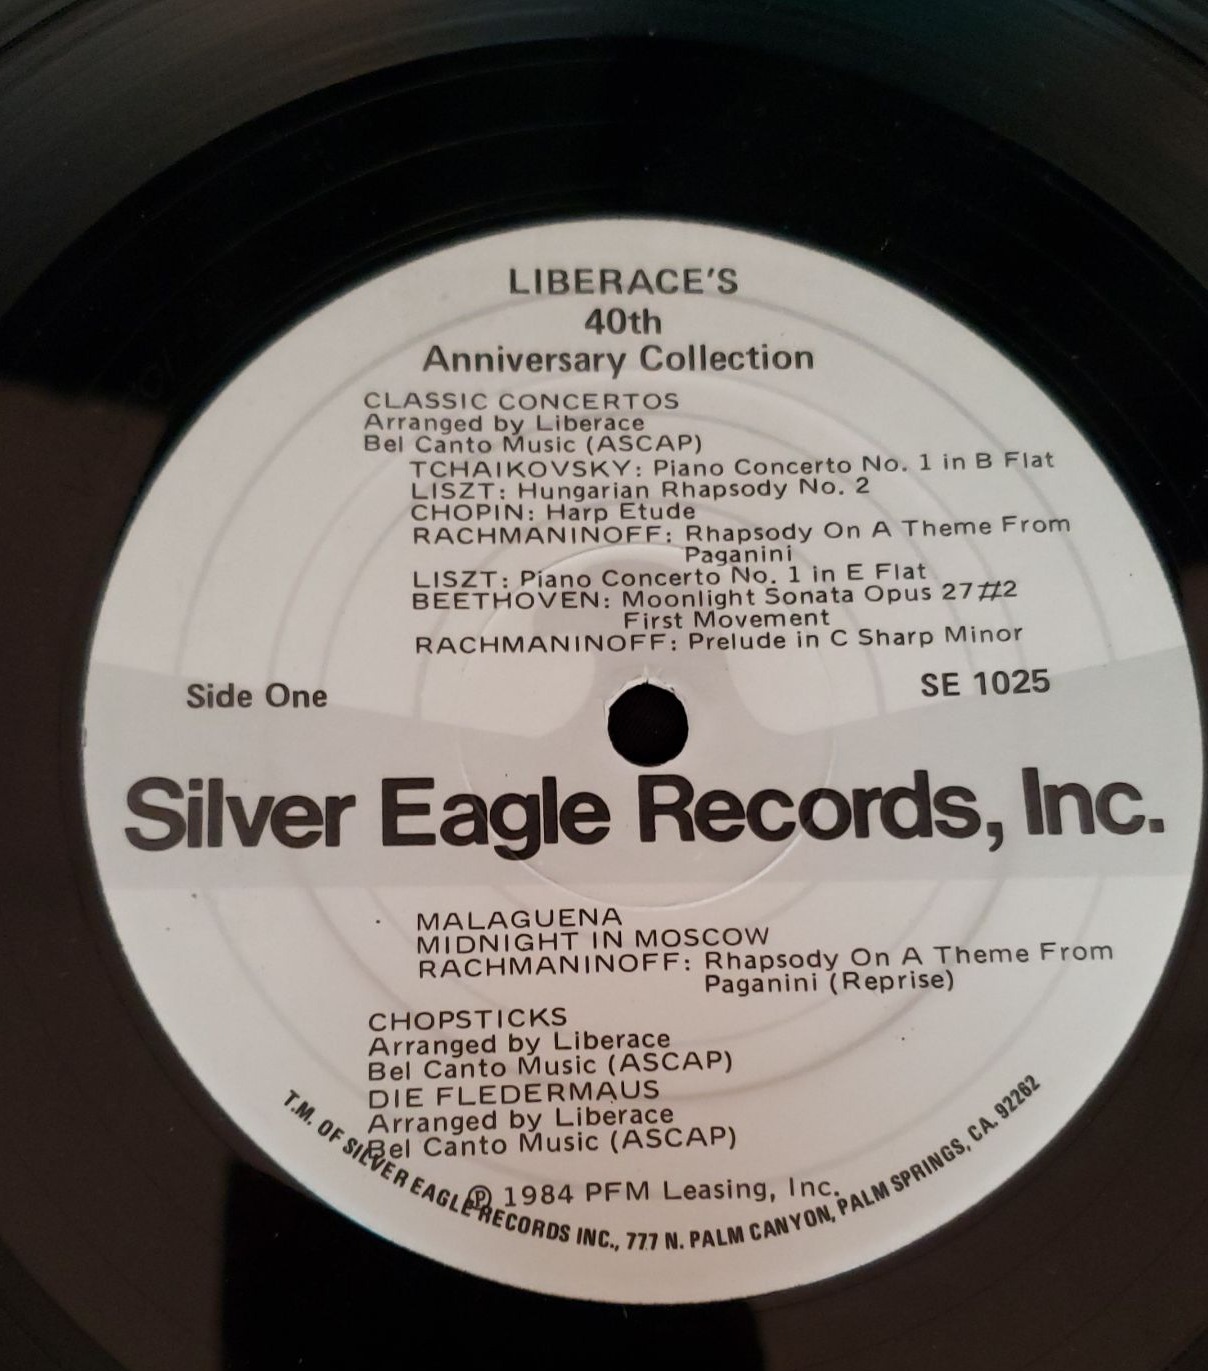 LIBERACE'S
40th
Anniversary Collection
CLASSIC CONCERTOS
Arranged by Liberace
Bel Canto Music (ASCAP)
TCHAIKOVSKY: Piano Concerto No. 1 in B Flat
LISZT: Hungarian Rhapsody No. 2
CHOPIN: Harp Etude
RACHMANINOFF: Rhapsody On A Theme From
Paganini
LISZT: Piano Concerto No. 1 in E Flat
BEETHOVEN: Moonlight Sonata Opus 27#2
First Movement
RACHMANINOFF: Prelude in C Sharp Minor
Side One
SE 1025
Silver Eagle Records, Inc.
MALAGUENA
MIDNIGHT IN MOSCOW
RACHMANINOFF: Rhapsody On A Theme From
Paganini (Reprise)
CHOPSTICKS
Arranged by Liberace
Bel Canto Music (ASCAP)
DIE FLEDERMAUS
Arranged by Liberace
Bel Canto Music (ASCAP)
℗ 1984 PFM Leasing, Inc.
T.M. OF SILVER EAGLE RECORDS INC., 777 N. PALM CANYON, PALM SPRINGS, CA. 92262